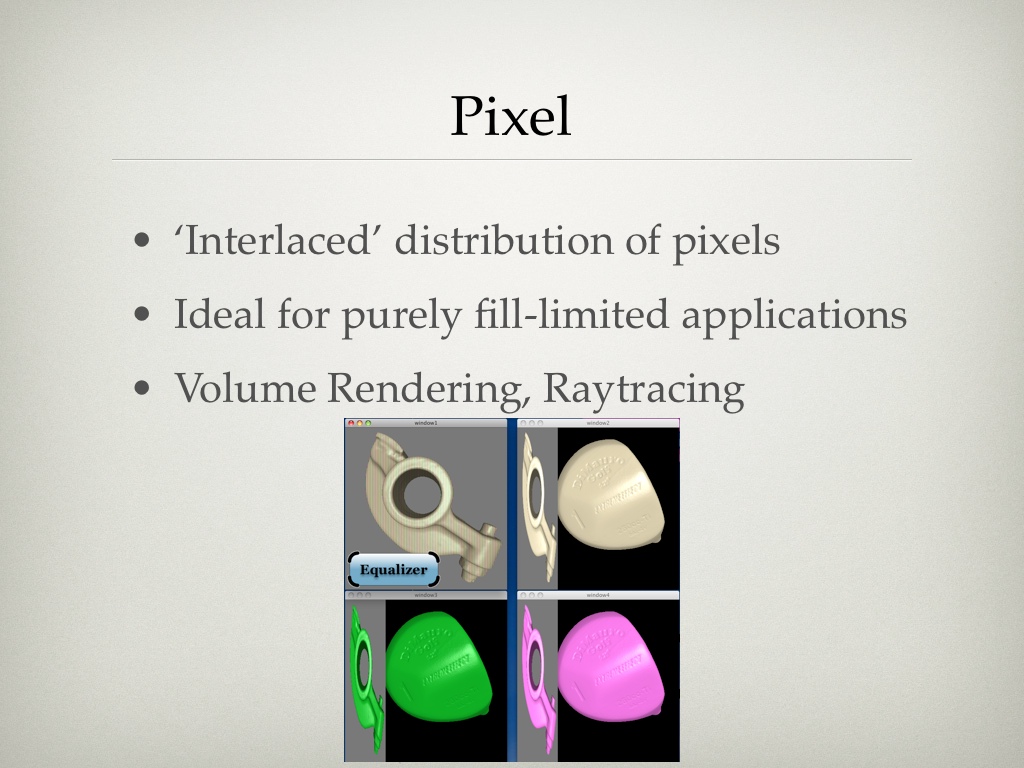 Pixel
• ‘Interlaced’ distribution of pixels
• Ideal for purely fill-limited applications
• Volume Rendering, Raytracing
window1
window2
Equalizer
window3
window4